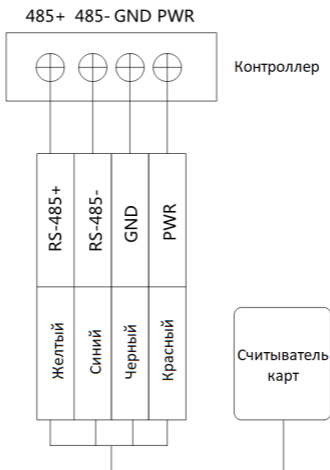 485+ 485- GND PWR
Контроллер
RS-485+
RS-485-
GND
PWR
Желтый
Синий
Черный
Красный
Считыватель
карт